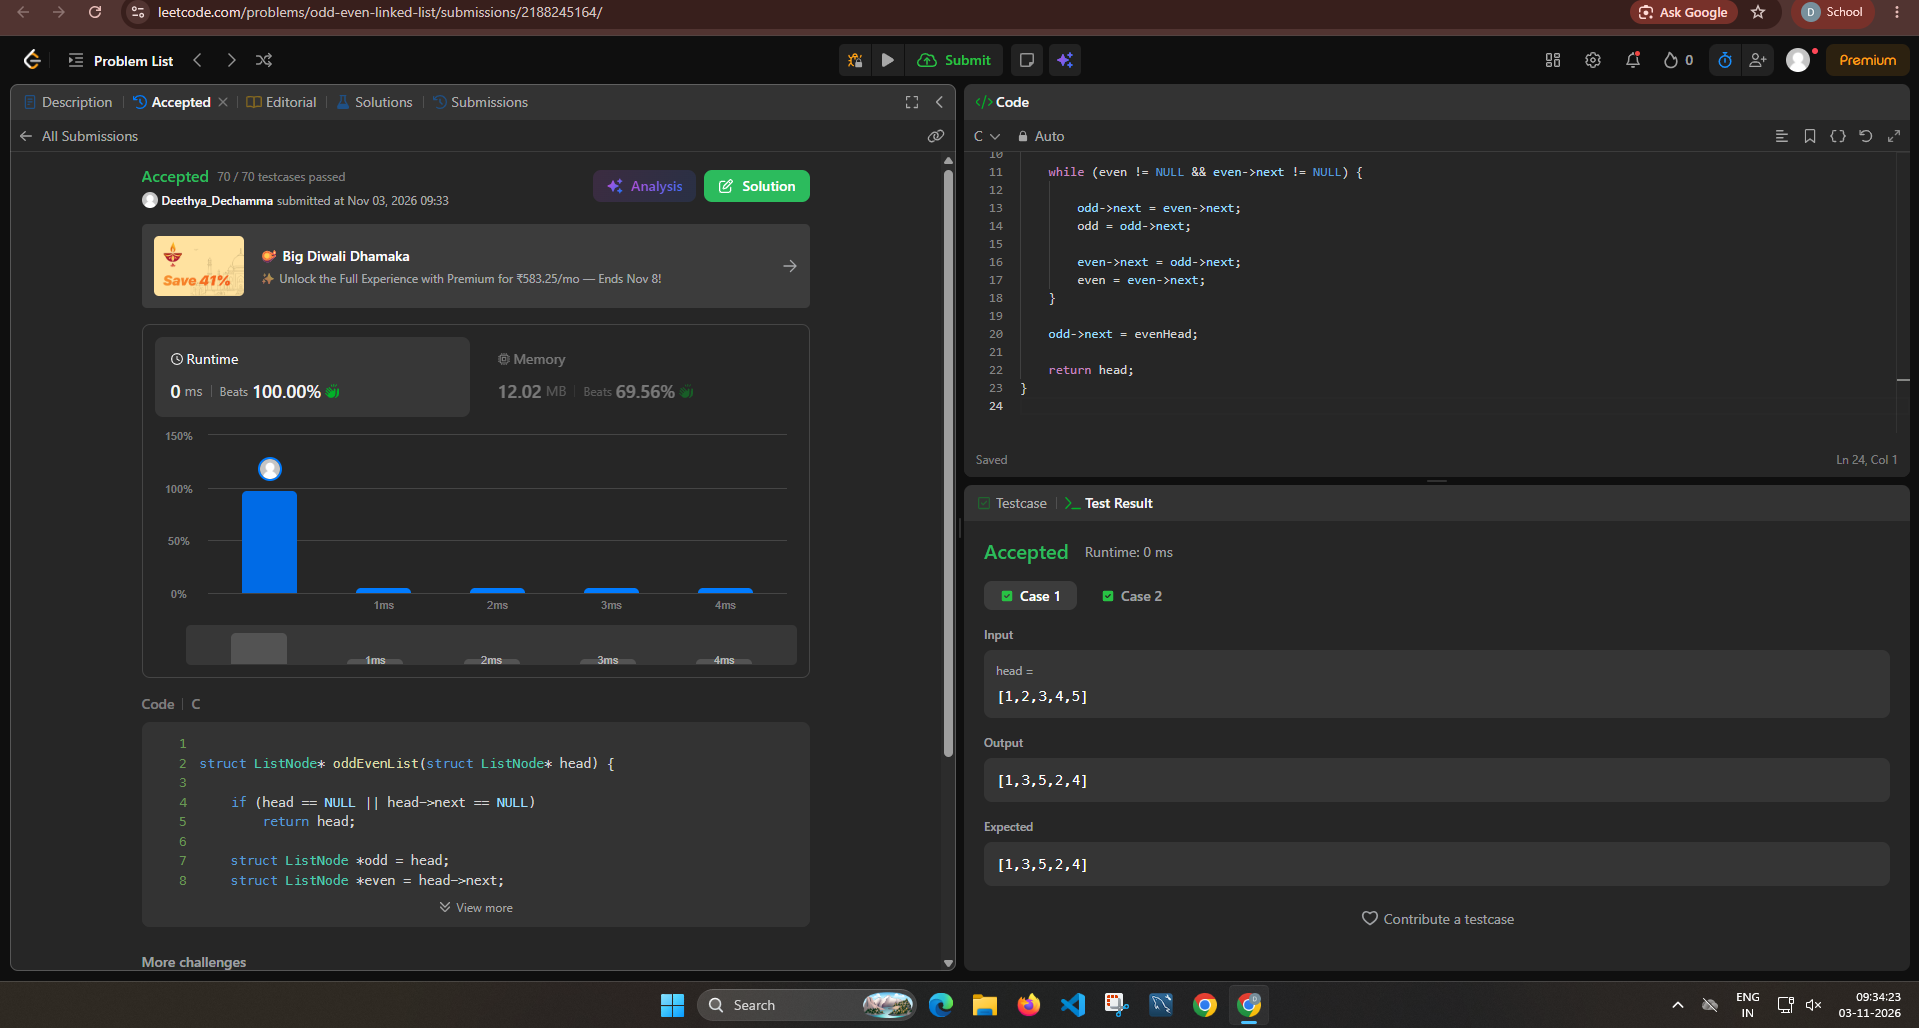 leetcode.com/problems/odd-even-linked-list/submissions/2188245164/
Ask Google
D School
Problem List
Submit
0
Premium
Description
Accepted
Editorial
Solutions
Submissions
All Submissions
Accepted 70 / 70 testcases passed
Deethya_Dechamma submitted at Nov 03, 2026 09:33
Analysis
Solution
Save 41%
Big Diwali Dhamaka
Unlock the Full Experience with Premium for ₹583.25/mo — Ends Nov 8!
Runtime
0 ms Beats 100.00%
Memory
12.02 MB Beats 69.56%
150%
100%
50%
0%
1ms 2ms 3ms 4ms
1ms 2ms 3ms 4ms
Code C
1
2 struct ListNode* oddEvenList(struct ListNode* head) {
3
4 if (head == NULL || head->next == NULL)
5 return head;
6
7 struct ListNode *odd = head;
8 struct ListNode *even = head->next;
View more
More challenges
</> Code
C Auto
10
11 while (even != NULL && even->next != NULL) {
12
13 odd->next = even->next;
14 odd = odd->next;
15
16 even->next = odd->next;
17 even = even->next;
18 }
19
20 odd->next = evenHead;
21
22 return head;
23 }
24
Saved
Ln 24, Col 1
Testcase
Test Result
Accepted Runtime: 0 ms
Case 1 Case 2
Input
head =
[1,2,3,4,5]
Output
[1,3,5,2,4]
Expected
[1,3,5,2,4]
Contribute a testcase
Search
ENG
IN
09:34:23
03-11-2026